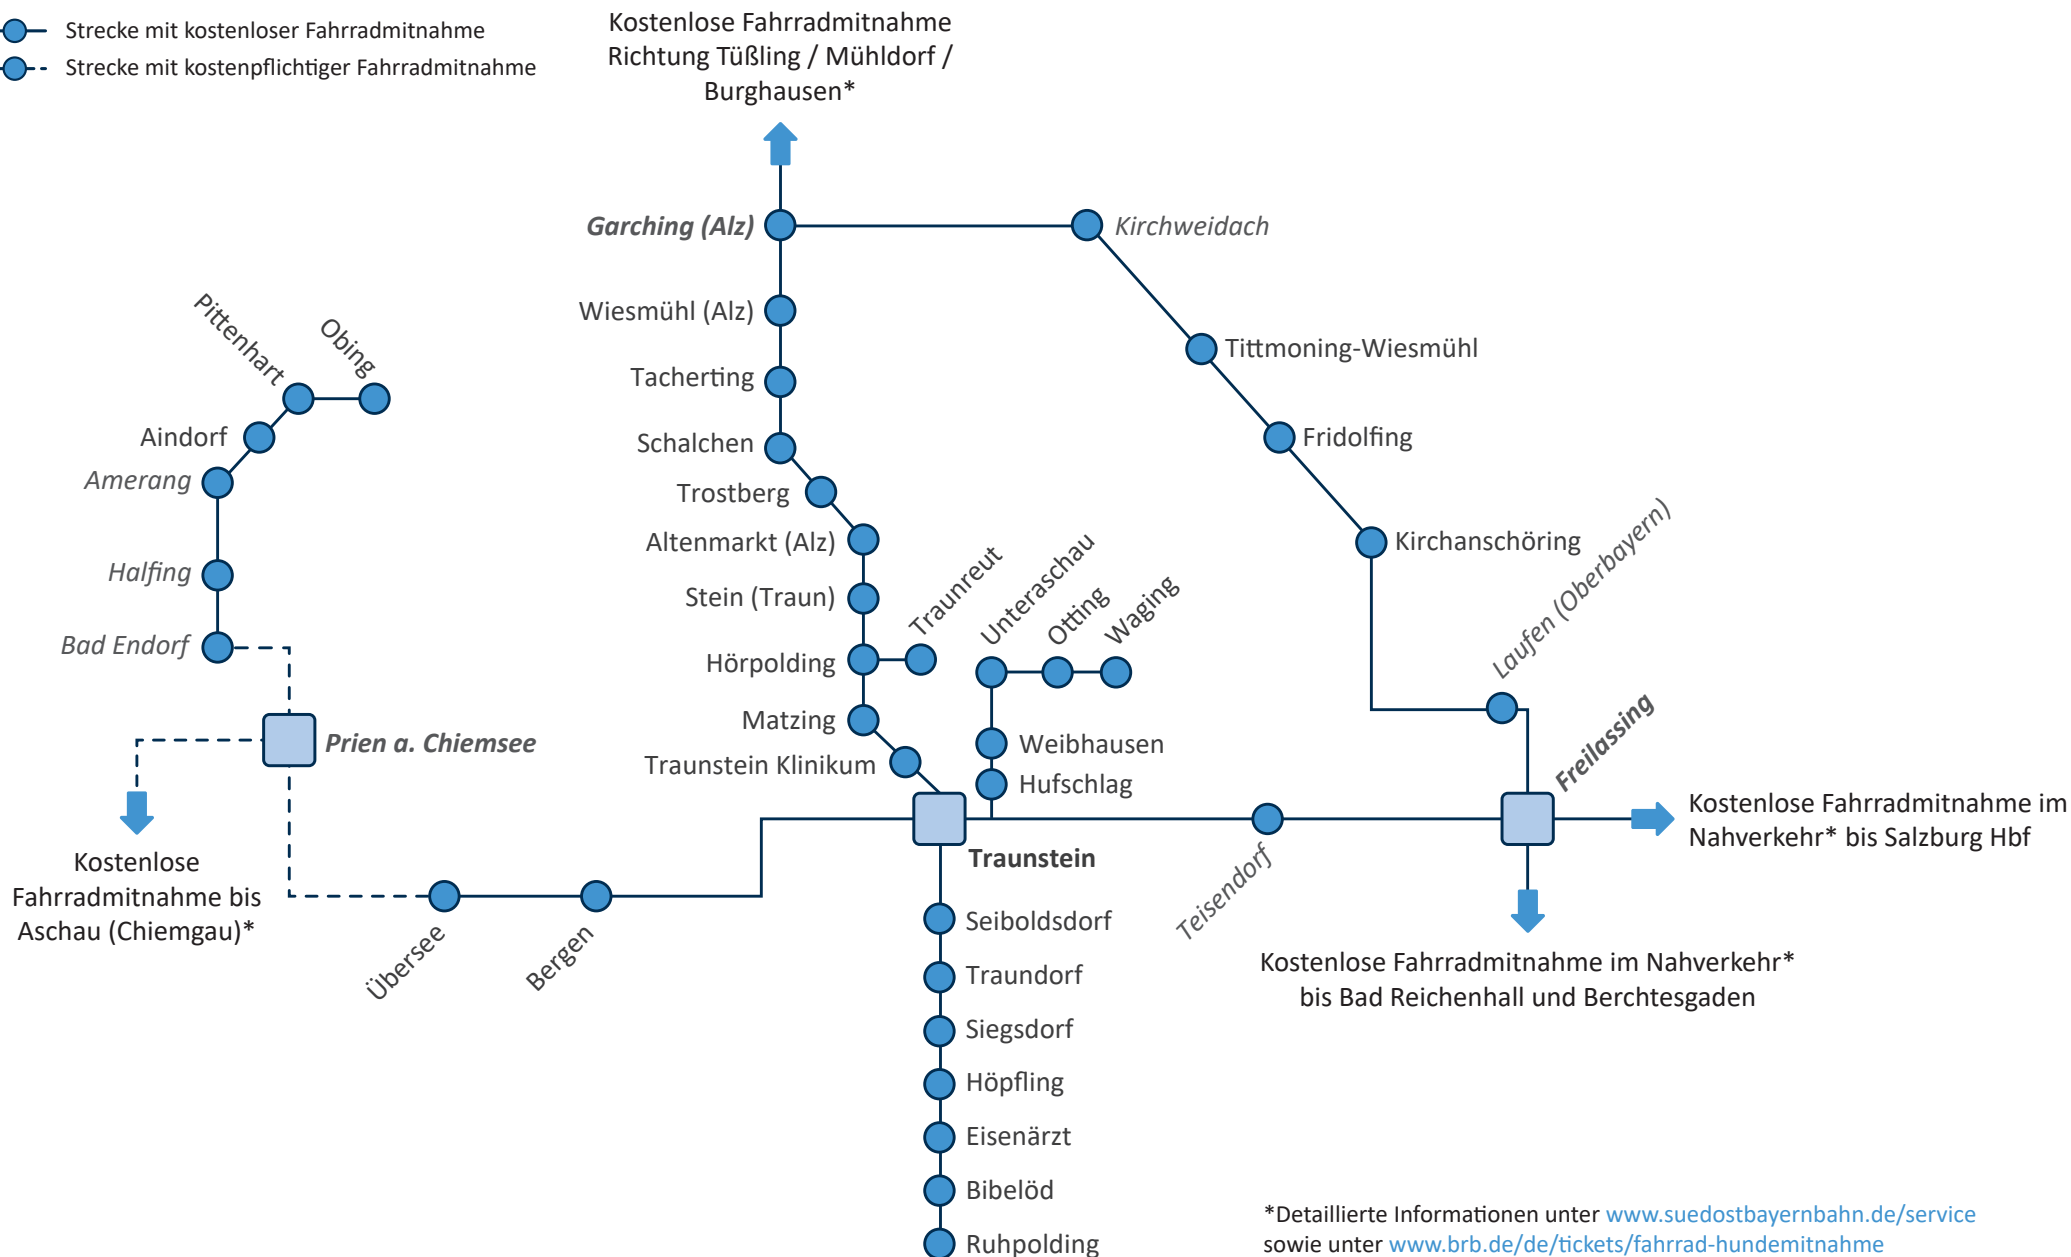 Strecke mit kostenloser Fahrradmitnahme
Strecke mit kostenpflichtiger Fahrradmitnahme
Kostenlose Fahrradmitnahme
Richtung Tüßling / Mühldorf /
Burghausen*
Garching (Alz)
Kirchweidach
Wiesmühl (Alz)
Tittmoning-Wiesmühl
Tacherting
Fridolfing
Schalchen
Trostberg
Kirchanschöring
Altenmarkt (Alz)
Laufen (Oberbayern)
Stein (Traun)
Hörpolding
Traunreut
Matzing
Traunstein Klinikum
Unteraschau
Otting
Waging
Weibhausen
Hufschlag
Pittenhart
Obing
Aindorf
Amerang
Halfing
Bad Endorf
Prien a. Chiemsee
Kostenlose
Fahrradmitnahme bis
Aschau (Chiemgau)*
Übersee
Bergen
Traunstein
Teisendorf
Freilassing
Kostenlose Fahrradmitnahme im
Nahverkehr* bis Salzburg Hbf
Kostenlose Fahrradmitnahme im Nahverkehr*
bis Bad Reichenhall und Berchtesgaden
Seiboldsdorf
Traundorf
Siegsdorf
Höpfling
Eisenärzt
Bibelöd
Ruhpolding
*Detaillierte Informationen unter www.suedostbayernbahn.de/service
sowie unter www.brb.de/de/tickets/fahrrad-hundemitnahme